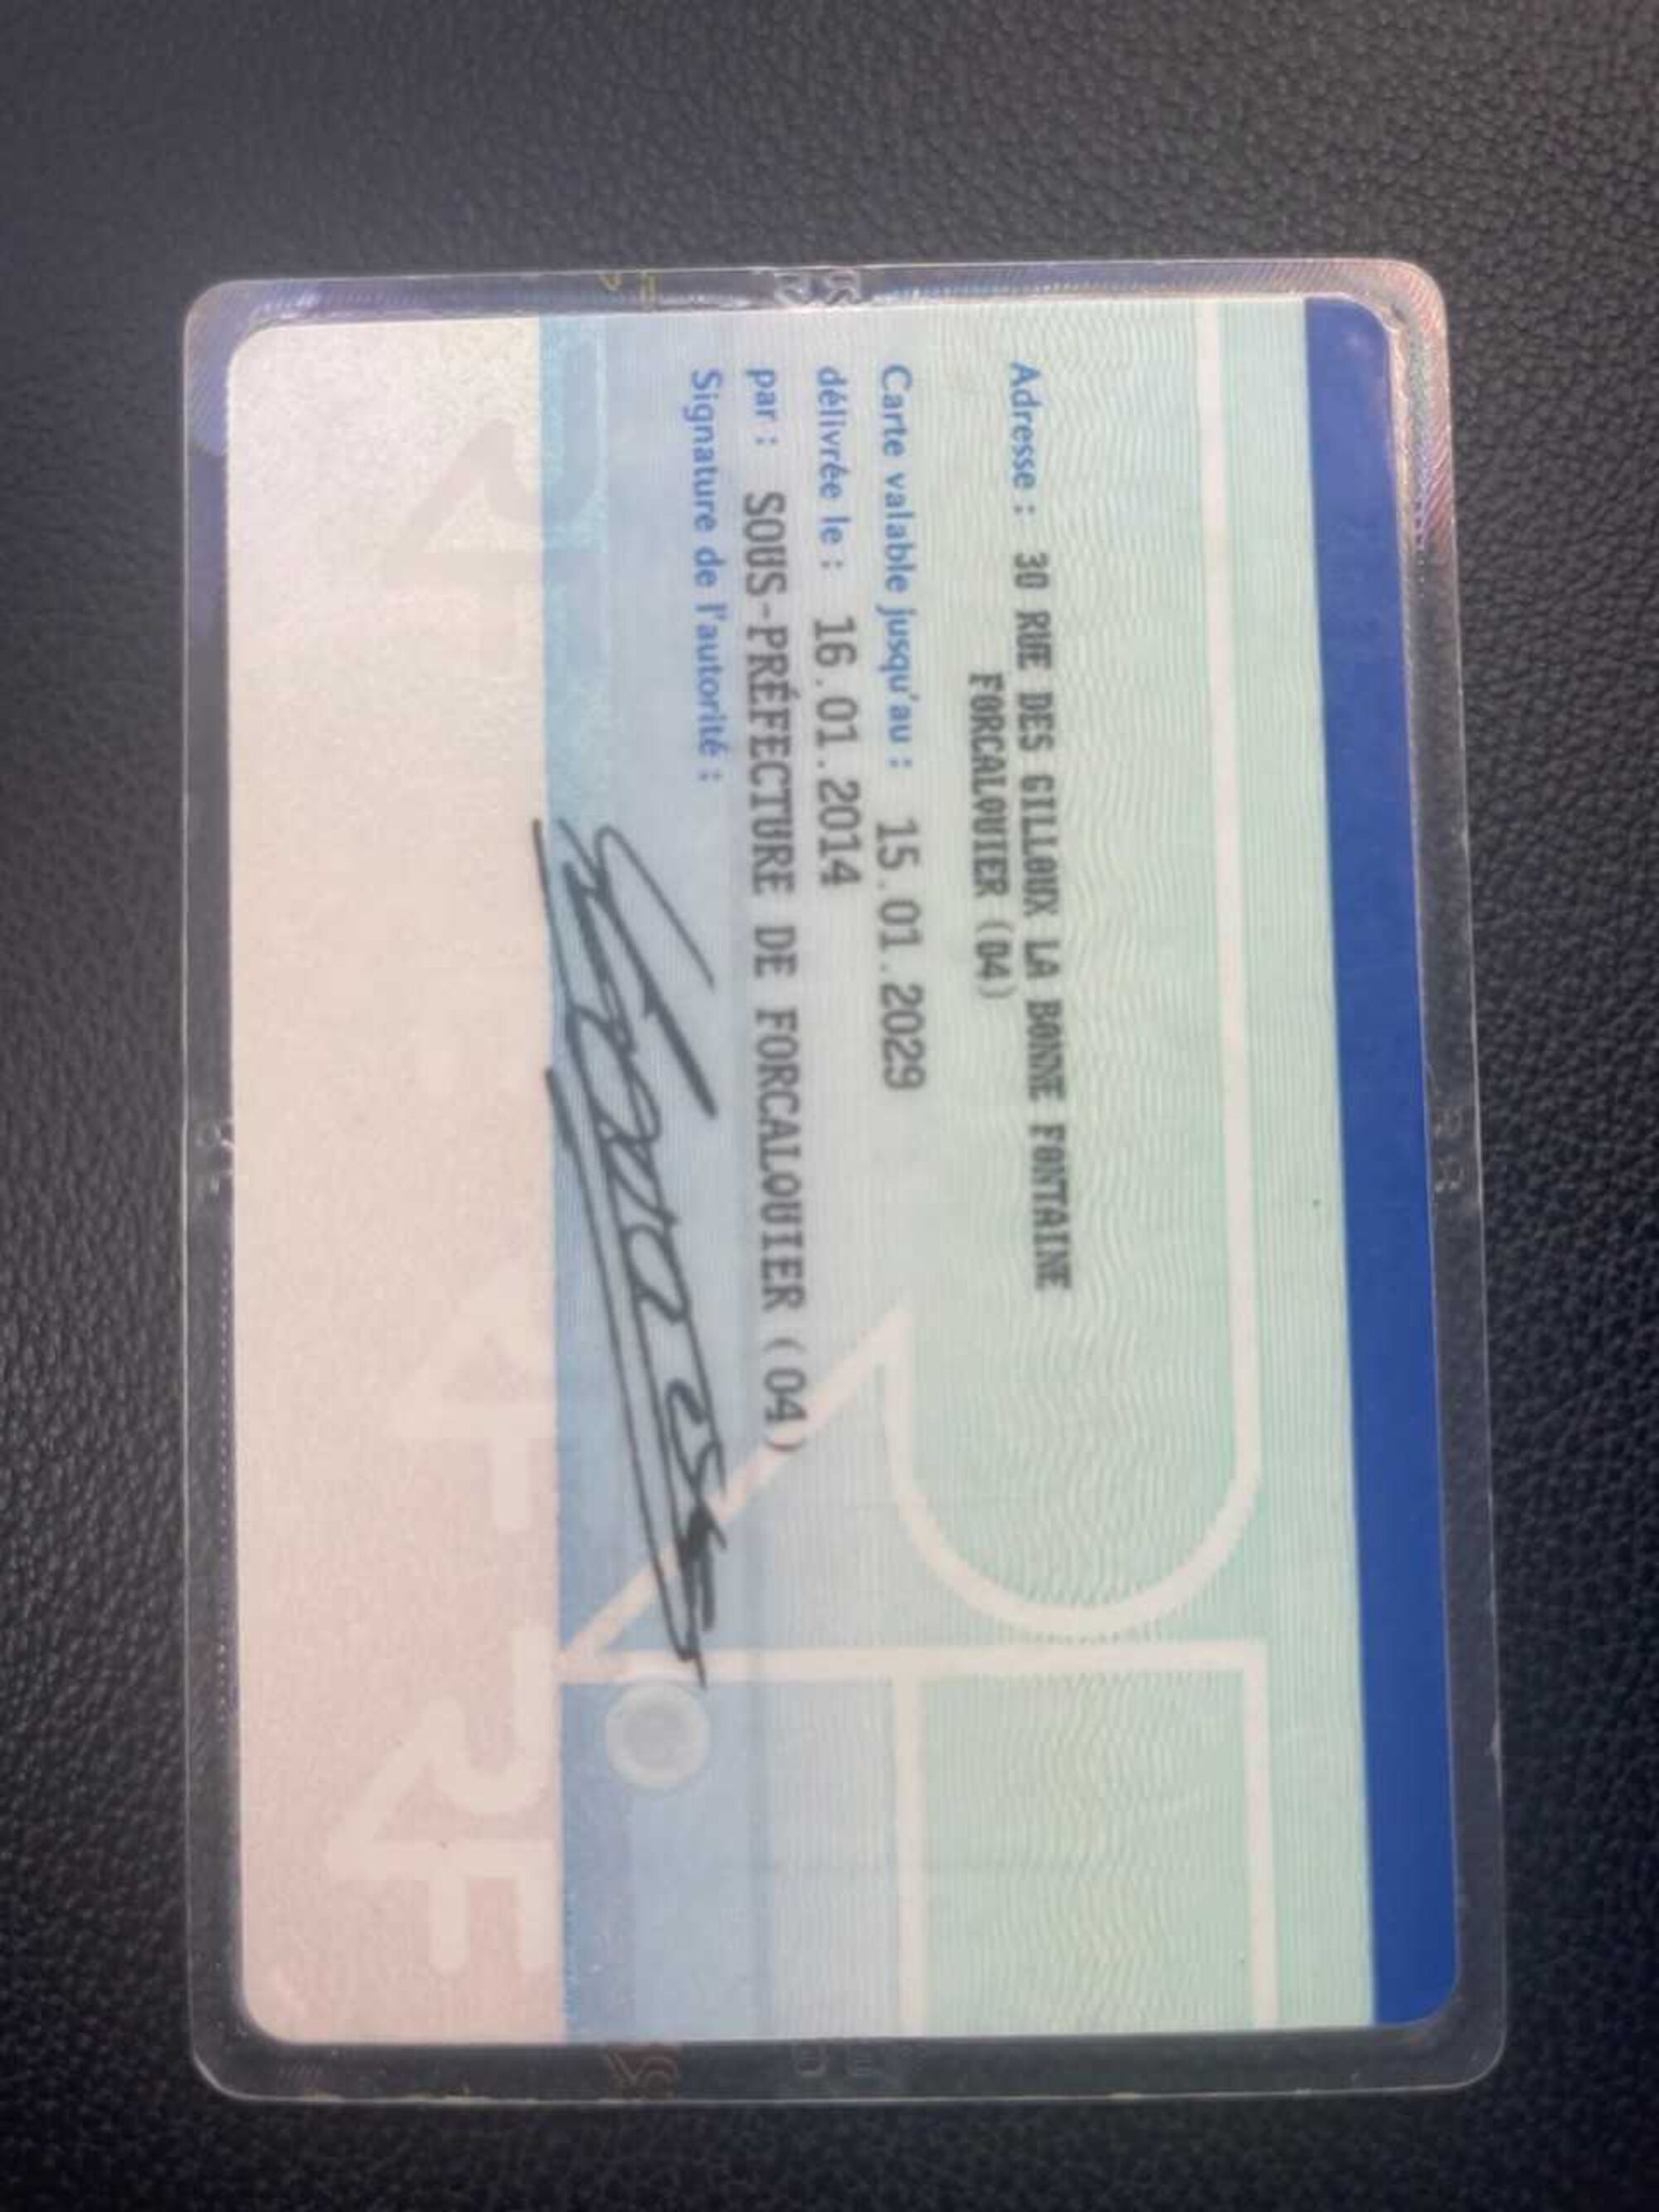 Adresse : 30 RUE DES GILLOUX LA BONNE FONTAINE
FORCALQUIER (04)
Carte valable jusqu'au : 15.01.2029
délivrée le : 16.01.2014
par : SOUS-PRÉFECTURE DE FORCALQUIER (04)
Signature de l'autorité :
RF